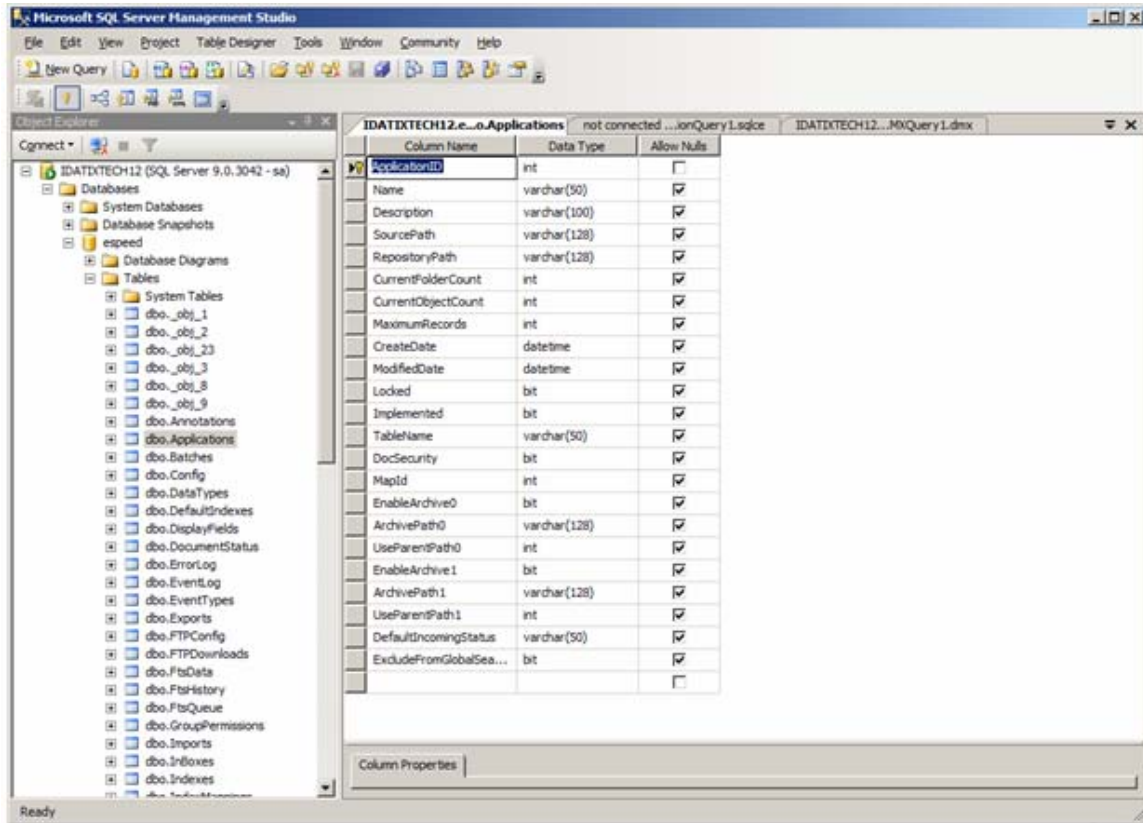 Microsoft SQL Server Management Studio
File Edit View Project Table Designer Tools Window Community Help
New Query
Object Explorer
Connect
IDATIXTECH12 (SQL Server 9.0.3042 - sa)
Databases
System Databases
Database Snapshots
espeed
Database Diagrams
Tables
System Tables
dbo._obj_1
dbo._obj_2
dbo._obj_23
dbo._obj_3
dbo._obj_8
dbo._obj_9
dbo.Annotations
dbo.Applications
dbo.Batches
dbo.Config
dbo.DataTypes
dbo.DefaultIndexes
dbo.DisplayFields
dbo.DocumentStatus
dbo.ErrorLog
dbo.EventLog
dbo.EventTypes
dbo.Exports
dbo.FTPConfig
dbo.FTPDownloads
dbo.FtsData
dbo.FtsHistory
dbo.FtsQueue
dbo.GroupPermissions
dbo.Imports
dbo.InBoxes
dbo.Indexes
IDATIXTECH12.e...o.Applications not connected ...ionQuery1.sqlce IDATIXTECH12...MXQuery1.dmx
Column Name Data Type Allow Nulls
ApplicationID int
Name varchar(50)
Description varchar(100)
SourcePath varchar(128)
RepositoryPath varchar(128)
CurrentFolderCount int
CurrentObjectCount int
MaximumRecords int
CreateDate datetime
ModifiedDate datetime
Locked bit
Implemented bit
TableName varchar(50)
DocSecurity bit
MapId int
EnableArchive0 bit
ArchivePath0 varchar(128)
UseParentPath0 int
EnableArchive1 bit
ArchivePath1 varchar(128)
UseParentPath1 int
DefaultIncomingStatus varchar(50)
ExcludeFromGlobalSea... bit
Column Properties
Ready